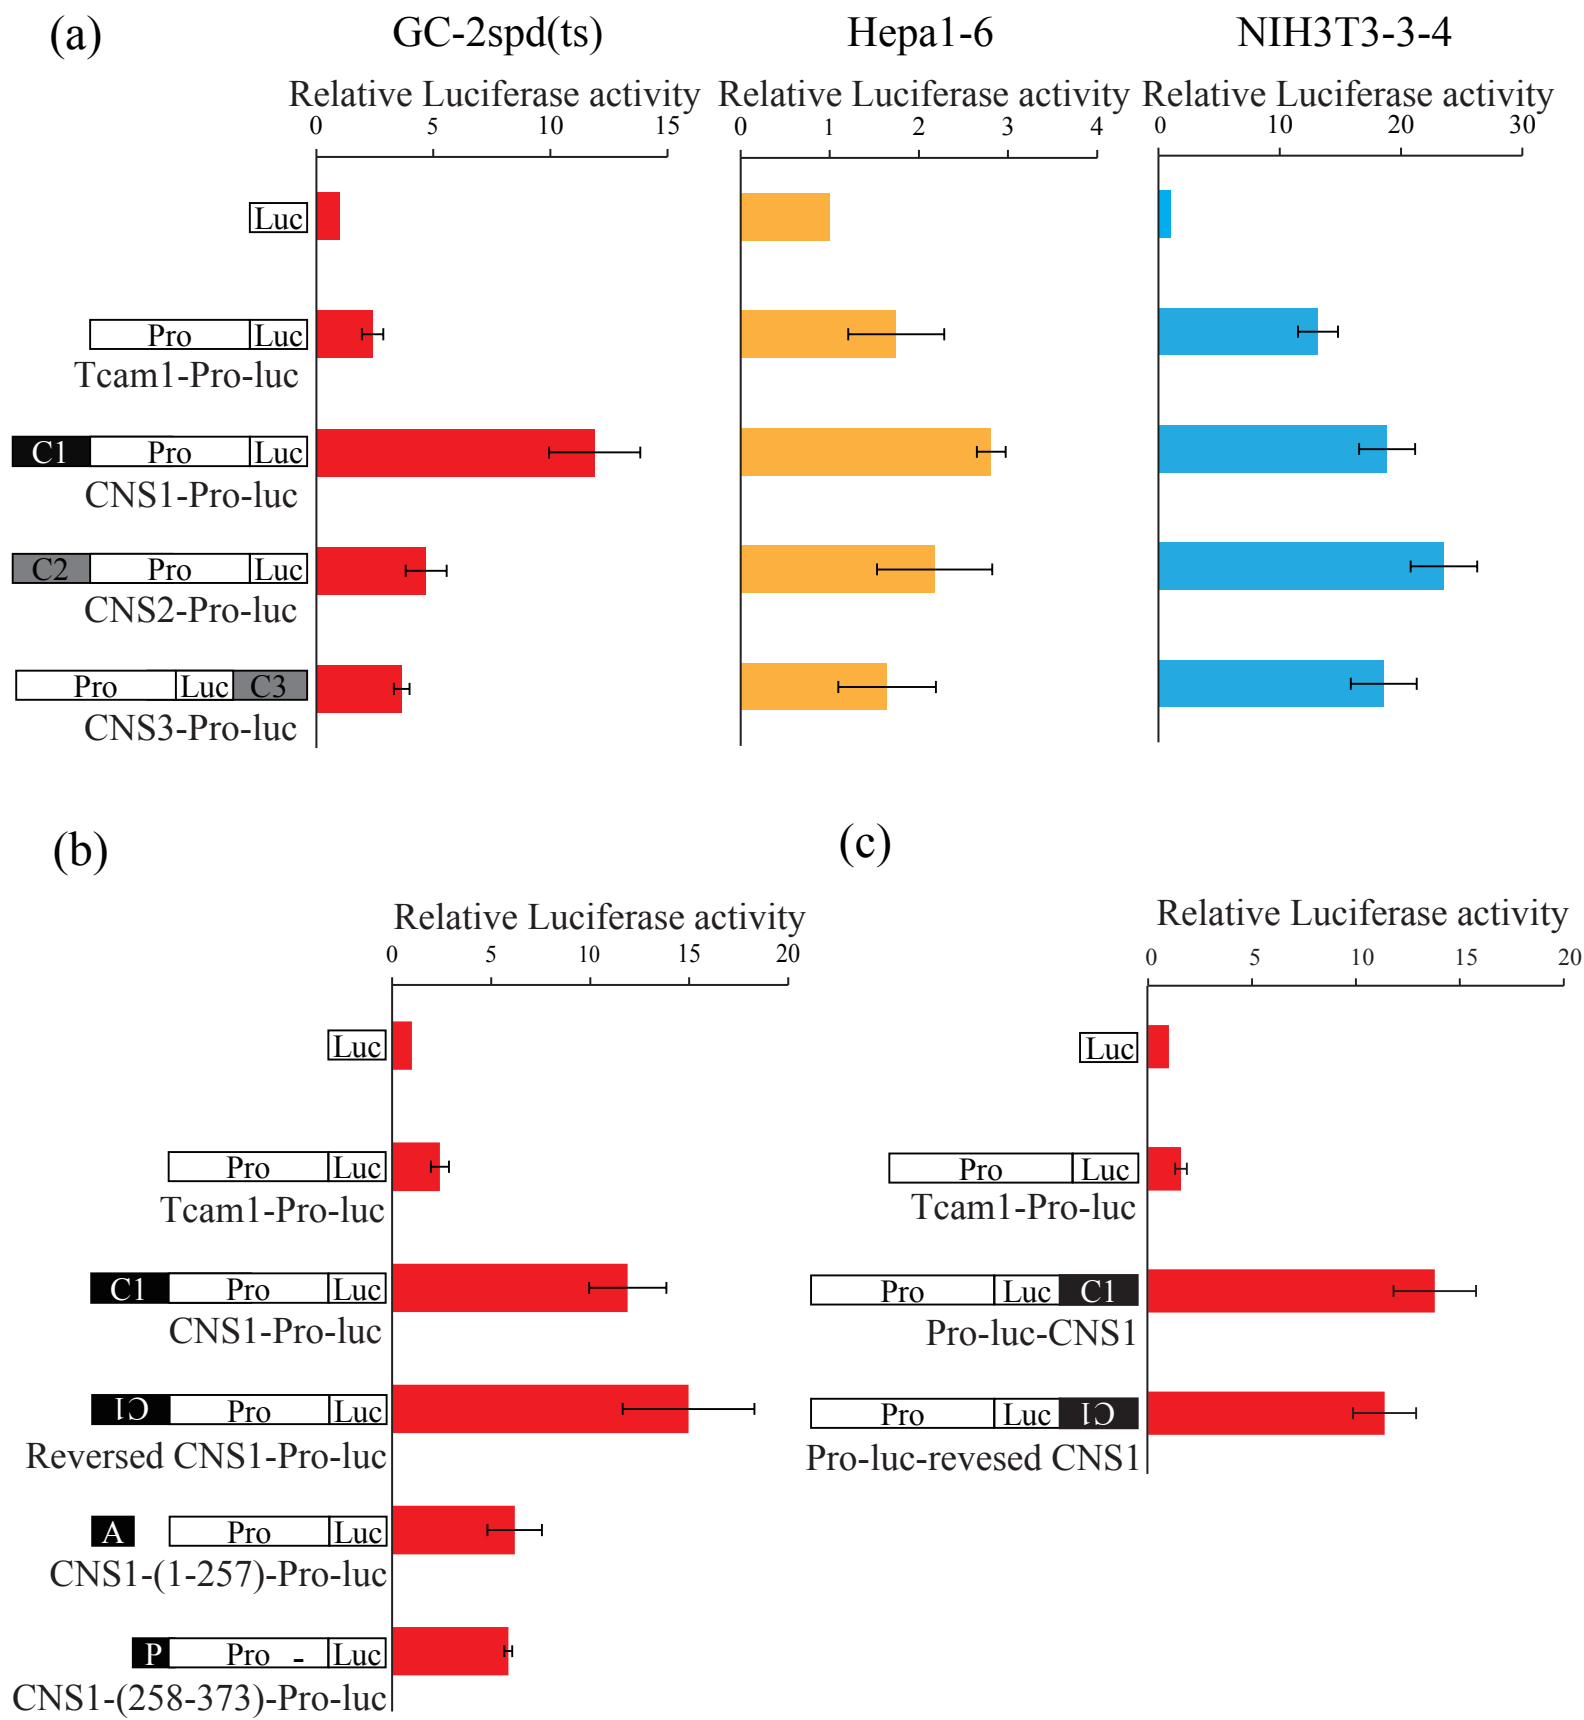 (a) GC-2spd(ts) Hepa1-6 NIH3T3-3-4
Relative Luciferase activity Relative Luciferase activity Relative Luciferase activity
0 5 10 15 0 1 2 3 4 0 10 20 30
Luc
Pro Luc
Tcam1-Pro-luc
C1 Pro Luc
CNS1-Pro-luc
C2 Pro Luc
CNS2-Pro-luc
Pro Luc C3
CNS3-Pro-luc
(b)
Relative Luciferase activity
0 5 10 15 20
Luc
Pro Luc
Tcam1-Pro-luc
C1 Pro Luc
CNS1-Pro-luc
C1 Pro Luc
Reversed CNS1-Pro-luc
A Pro Luc
CNS1-(1-257)-Pro-luc
P Pro - Luc
CNS1-(258-373)-Pro-luc
(c)
Relative Luciferase activity
0 5 10 15 20
Luc
Pro Luc
Tcam1-Pro-luc
Pro Luc C1
Pro-luc-CNS1
Pro Luc C1
Pro-luc-revesed CNS1